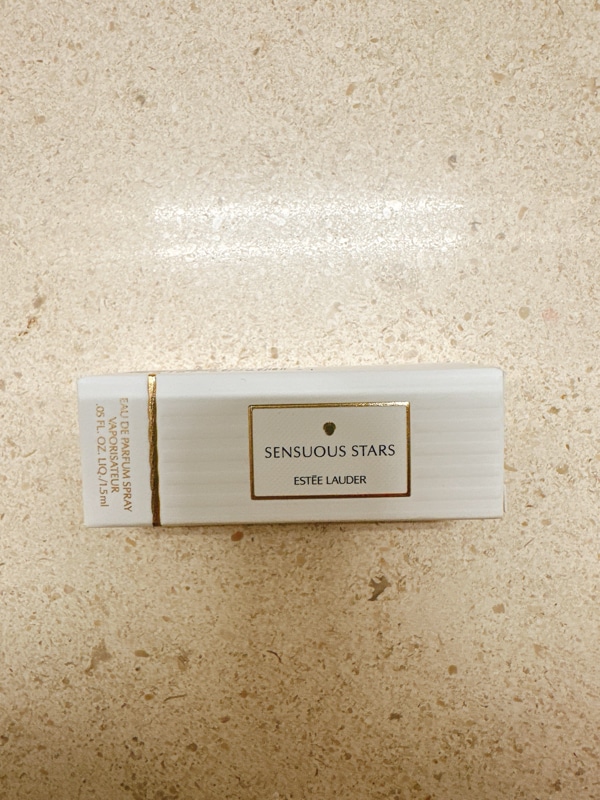 EAU DE PARFUM SPRAY
VAPORISATEUR
.05 FL. OZ. LIQ./1.5ml
SENSUOUS STARS
ESTĒE LAUDER